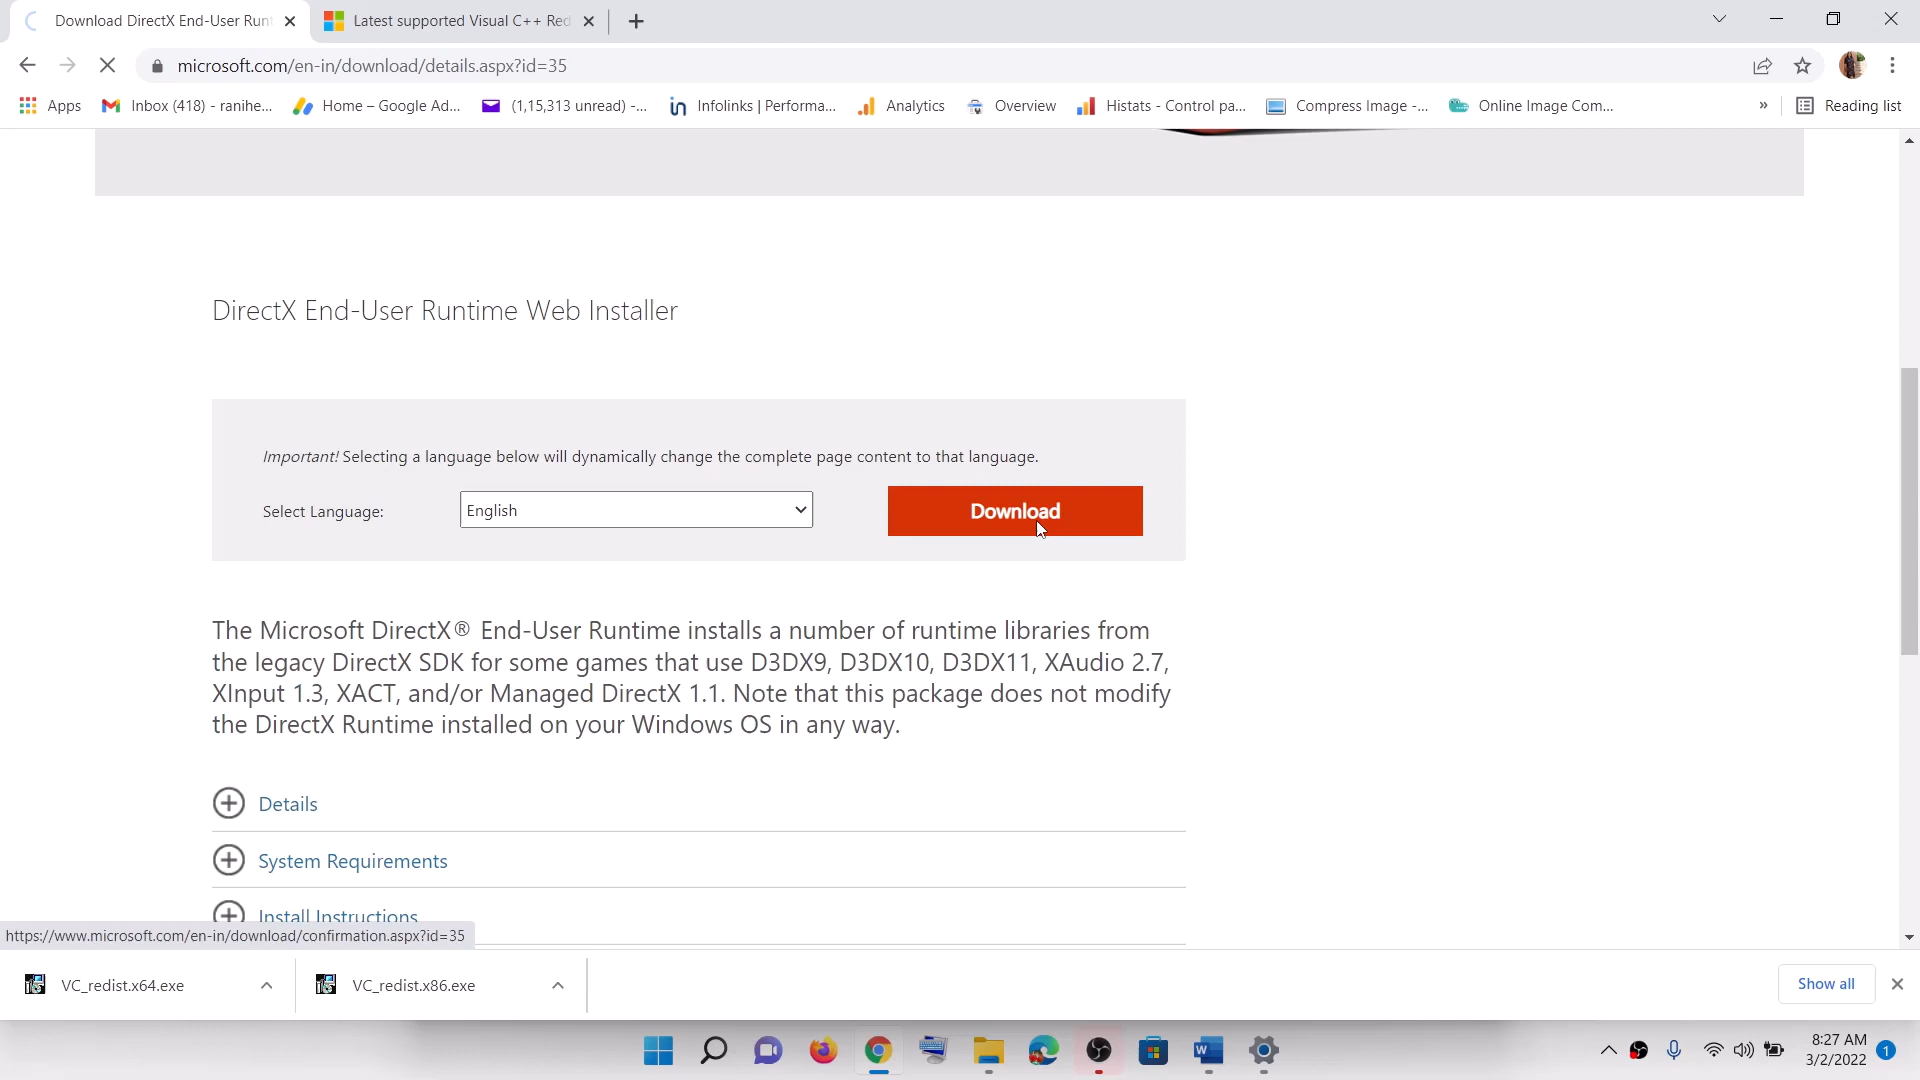 Download DirectX End-User Runt
Latest supported Visual C++ Red
microsoft.com/en-in/download/details.aspx?id=35
Apps
Inbox (418) - ranihe...
Home – Google Ad...
(1,15,313 unread) -...
Infolinks | Performa...
Analytics
Overview
Histats - Control pa...
Compress Image -...
Online Image Com...
»
Reading list
DirectX End-User Runtime Web Installer
Important! Selecting a language below will dynamically change the complete page content to that language.
Select Language:
English
Download
The Microsoft DirectX® End-User Runtime installs a number of runtime libraries from
the legacy DirectX SDK for some games that use D3DX9, D3DX10, D3DX11, XAudio 2.7,
XInput 1.3, XACT, and/or Managed DirectX 1.1. Note that this package does not modify
the DirectX Runtime installed on your Windows OS in any way.
Details
System Requirements
Install Instructions
https://www.microsoft.com/en-in/download/confirmation.aspx?id=35
VC_redist.x64.exe
VC_redist.x86.exe
Show all
8:27 AM
3/2/2022
1